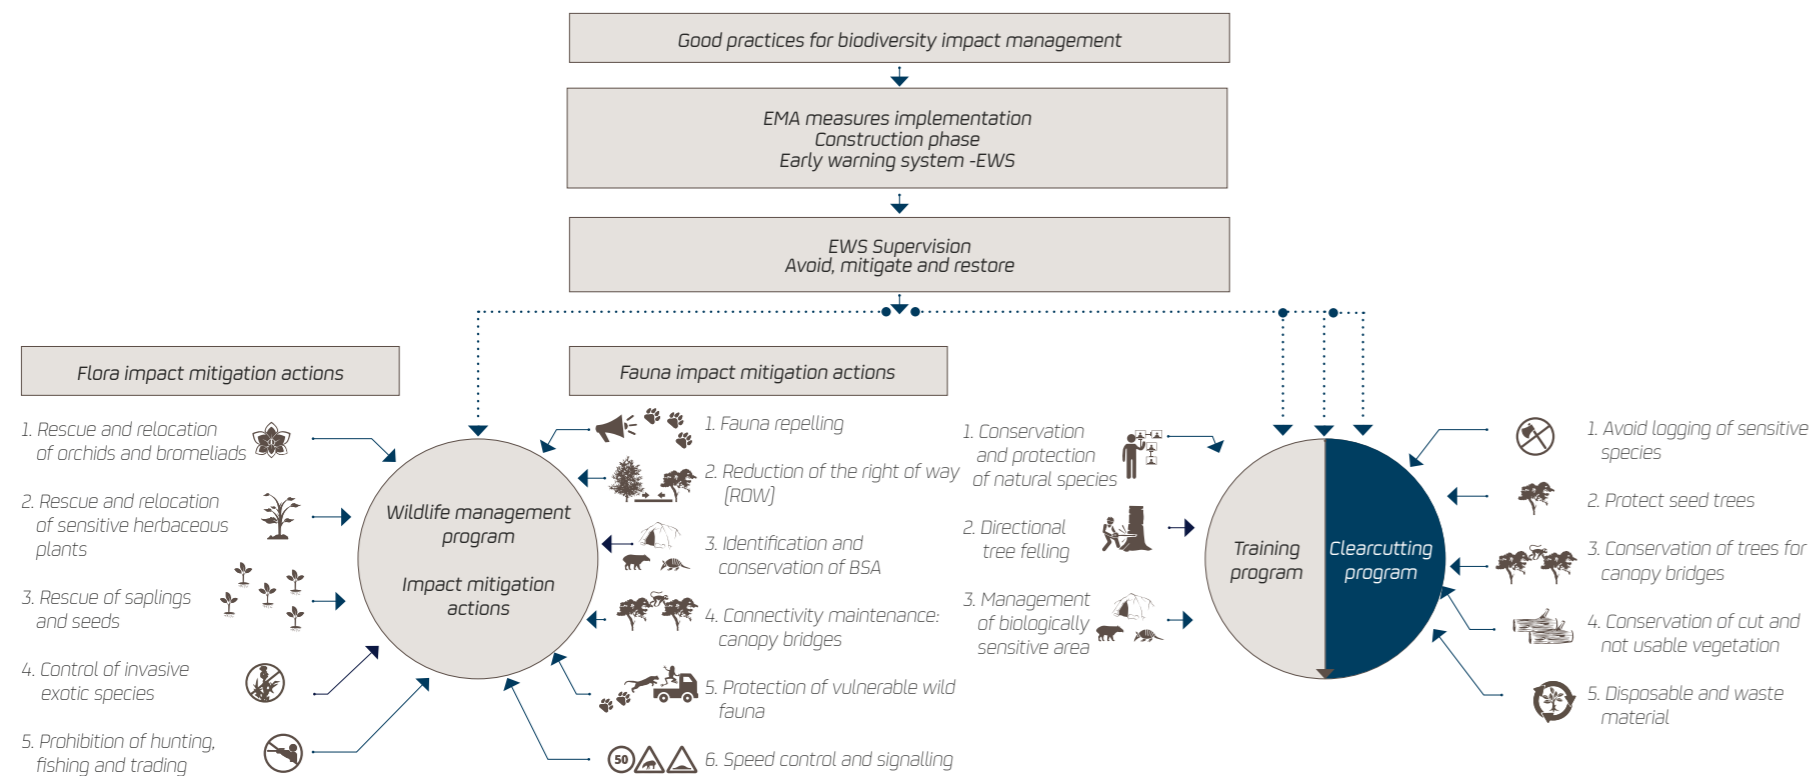 Good practices for biodiversity impact management
EMA measures implementation
Construction phase
Early warning system -EWS
EWS Supervision
Avoid, mitigate and restore
Flora impact mitigation actions
1. Rescue and relocation
of orchids and bromeliads
2. Rescue and relocation
of sensitive herbaceous
plants
3. Rescue of saplings
and seeds
4. Control of invasive
exotic species
5. Prohibition of hunting,
fishing and trading
Wildlife management
program
Impact mitigation
actions
Fauna impact mitigation actions
1. Fauna repelling
2. Reduction of the right of way
(ROW)
3. Identification and
conservation of BSA
4. Connectivity maintenance:
canopy bridges
5. Protection of vulnerable wild
fauna
50
6. Speed control and signalling
1. Conservation
and protection
of natural species
2. Directional
tree felling
3. Management
of biologically
sensitive area
Training
program
Clearcutting
program
1. Avoid logging of sensitive
species
2. Protect seed trees
3. Conservation of trees for
canopy bridges
4. Conservation of cut and
not usable vegetation
5. Disposable and waste
material